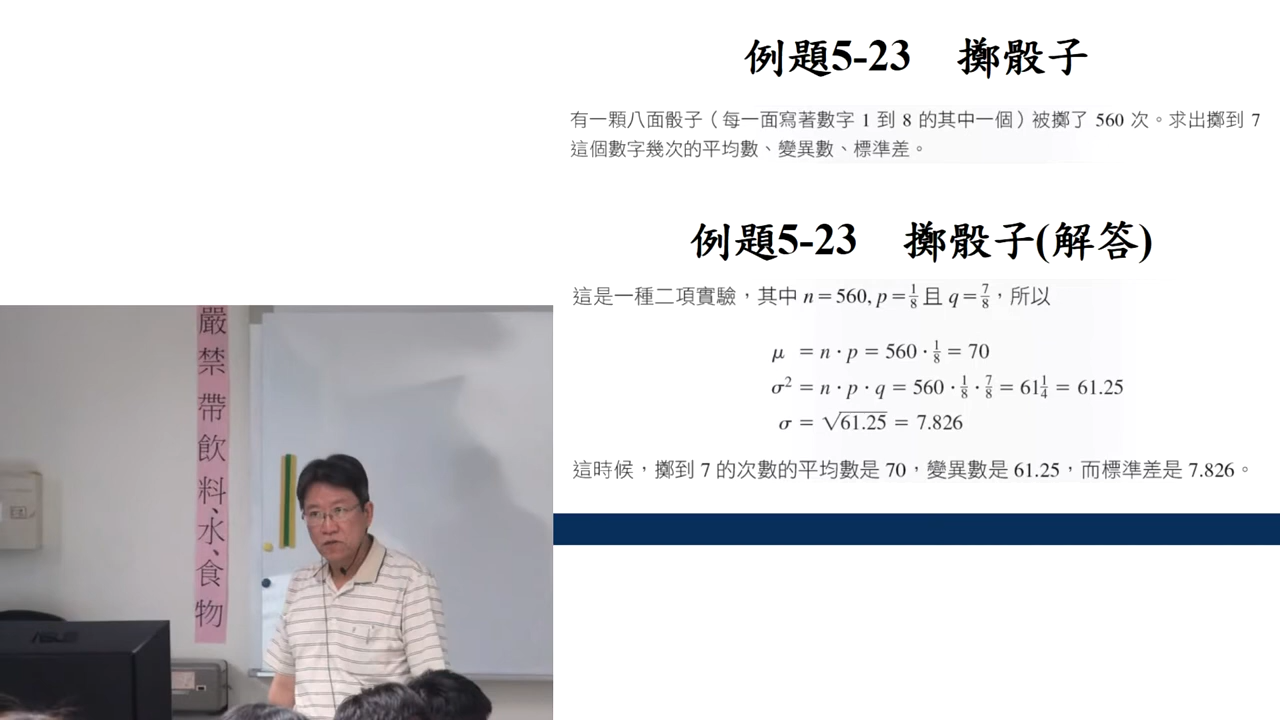 例題5-23 擲骰子
有一顆八面骰子（每一面寫著數字 1 到 8 的其中一個）被擲了 560 次。求出擲到 7
這個數字幾次的平均數、變異數、標準差。
例題5-23 擲骰子(解答)
這是一種二項實驗，其中 n = 560, p = 1/8 且 q = 7/8，所以
μ = n · p = 560 · 1/8 = 70
σ² = n · p · q = 560 · 1/8 · 7/8 = 61 1/4 = 61.25
σ = √61.25 = 7.826
這時候，擲到 7 的次數的平均數是 70，變異數是 61.25，而標準差是 7.826。
嚴禁帶飲料、水、食物